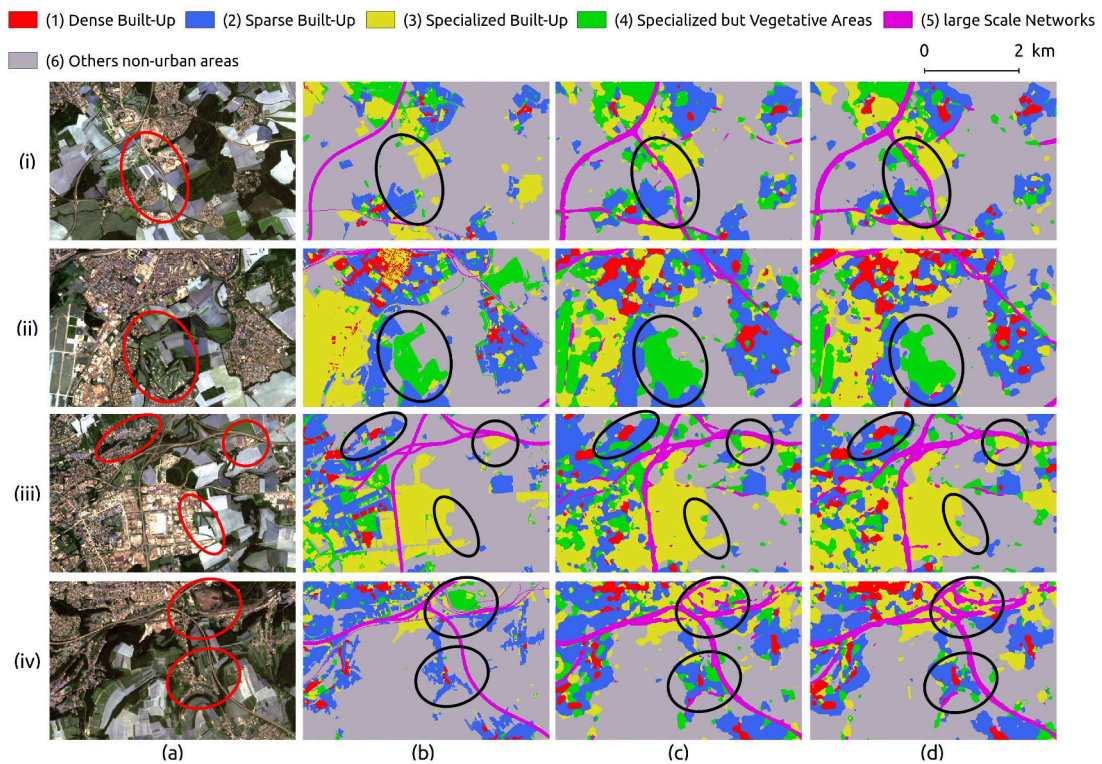 (1) Dense Built-Up (2) Sparse Built-Up (3) Specialized Built-Up (4) Specialized but Vegetative Areas (5) large Scale Networks
(6) Others non-urban areas
0 2 km
(i)
(ii)
(iii)
(iv)
(a) (b) (c) (d)